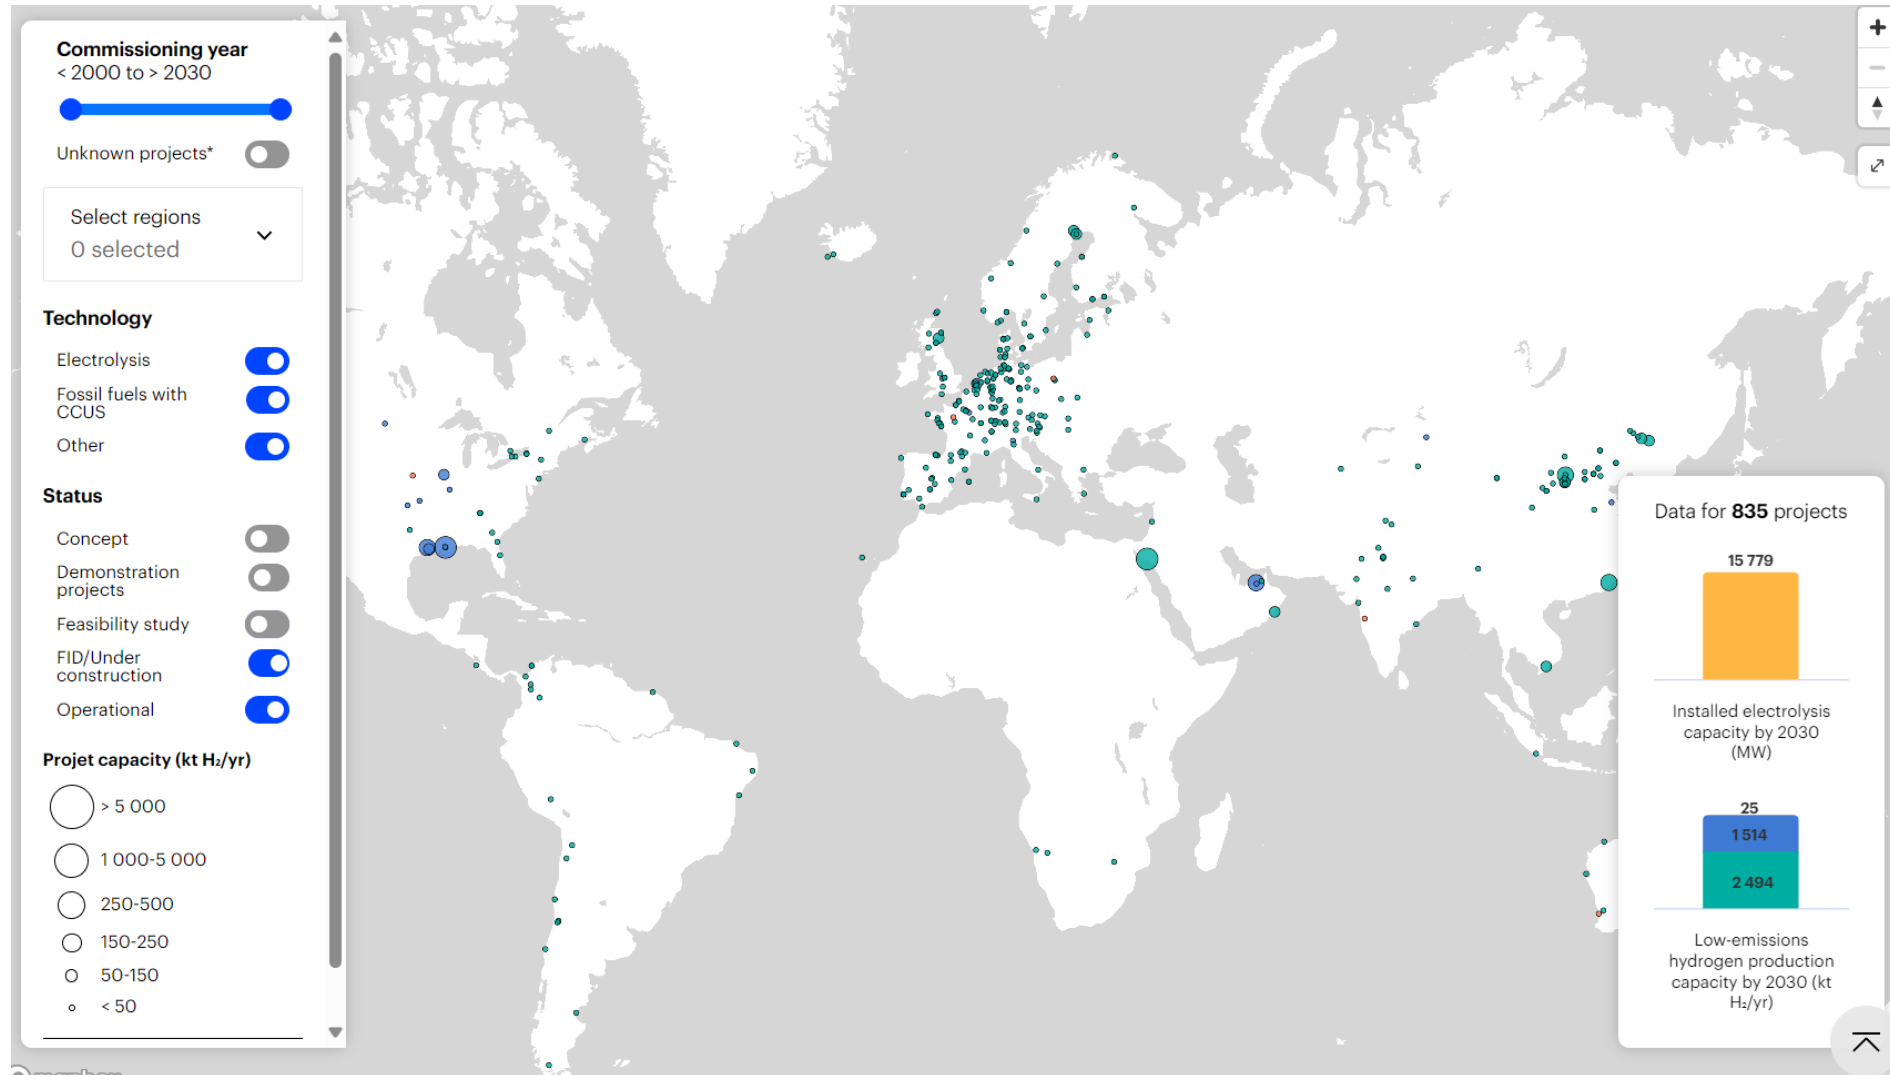 Commissioning year
< 2000 to > 2030
Unknown projects*
Select regions
0 selected
Technology
Electrolysis
Fossil fuels with
CCUS
Other
Status
Concept
Demonstration
projects
Feasibility study
FID/Under
construction
Operational
Projet capacity (kt H₂/yr)
> 5 000
1 000-5 000
250-500
150-250
50-150
< 50
Data for 835 projects
15 779
Installed electrolysis
capacity by 2030
(MW)
25
1 514
2 494
Low-emissions
hydrogen production
capacity by 2030 (kt
H₂/yr)